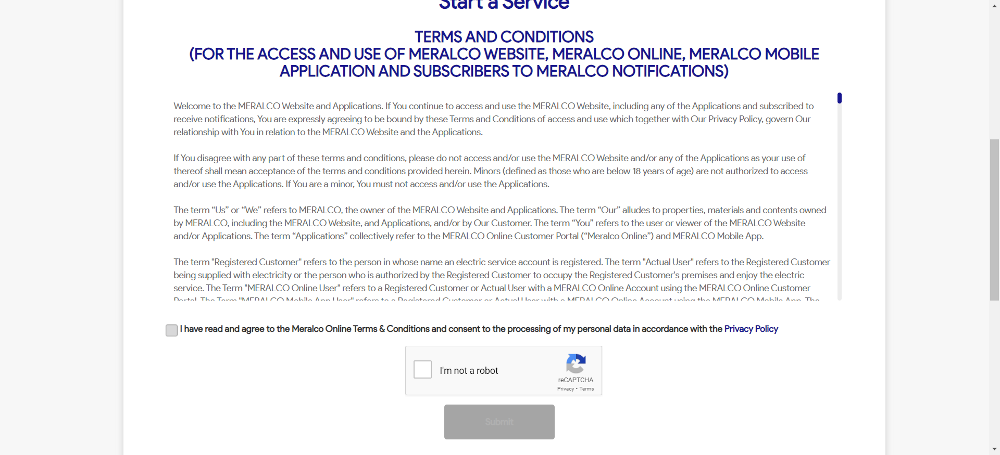 Start a Service
TERMS AND CONDITIONS
(FOR THE ACCESS AND USE OF MERALCO WEBSITE, MERALCO ONLINE, MERALCO MOBILE
APPLICATION AND SUBSCRIBERS TO MERALCO NOTIFICATIONS)
Welcome to the MERALCO Website and Applications. If You continue to access and use the MERALCO Website, including any of the Applications and subscribed to
receive notifications, You are expressly agreeing to be bound by these Terms and Conditions of access and use which together with Our Privacy Policy, govern Our
relationship with You in relation to the MERALCO Website and the Applications.
If You disagree with any part of these terms and conditions, please do not access and/or use the MERALCO Website and/or any of the Applications as your use of
thereof shall mean acceptance of the terms and conditions provided herein. Minors (defined as those who are below 18 years of age) are not authorized to access
and/or use the Applications. If You are a minor, You must not access and/or use the Applications.
The term “Us” or “We” refers to MERALCO, the owner of the MERALCO Website and Applications. The term “Our” alludes to properties, materials and contents owned
by MERALCO, including the MERALCO Website, and Applications, and/or by Our Customer. The term “You” refers to the user or viewer of the MERALCO Website
and/or Applications. The term “Applications” collectively refer to the MERALCO Online Customer Portal (“Meralco Online”) and MERALCO Mobile App.
The term "Registered Customer" refers to the person in whose name an electric service account is registered. The term "Actual User" refers to the Registered Customer
being supplied with electricity or the person who is authorized by the Registered Customer to occupy the Registered Customer's premises and enjoy the electric
service. The Term "MERALCO Online User" refers to a Registered Customer or Actual User with a MERALCO Online Account using the MERALCO Online Customer
Portal. The Term "MERALCO Mobile App User" refers to a Registered Customer or Actual User with a MERALCO Online Account using the MERALCO Mobile App. The
I have read and agree to the Meralco Online Terms & Conditions and consent to the processing of my personal data in accordance with the Privacy Policy
I'm not a robot
reCAPTCHA
Privacy - Terms
Submit